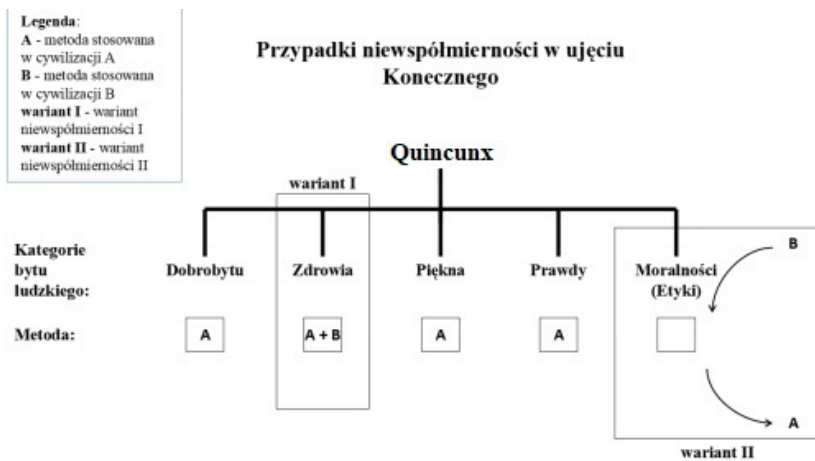 Legenda:
A - metoda stosowana
w cywilizacji A
B - metoda stosowana
w cywilizacji B
wariant I - wariant
niewspółmierności I
wariant II - wariant
niewspółmierności II
Przypadki niewspółmierności w ujęciu
Konecznego
Quincunx
wariant I
Kategorie
bytu
ludzkiego:
Dobrobytu
Zdrowia
Piękna
Prawdy
Moralności
(Etyki)
B
Metoda:
A
A + B
A
A
A
wariant II